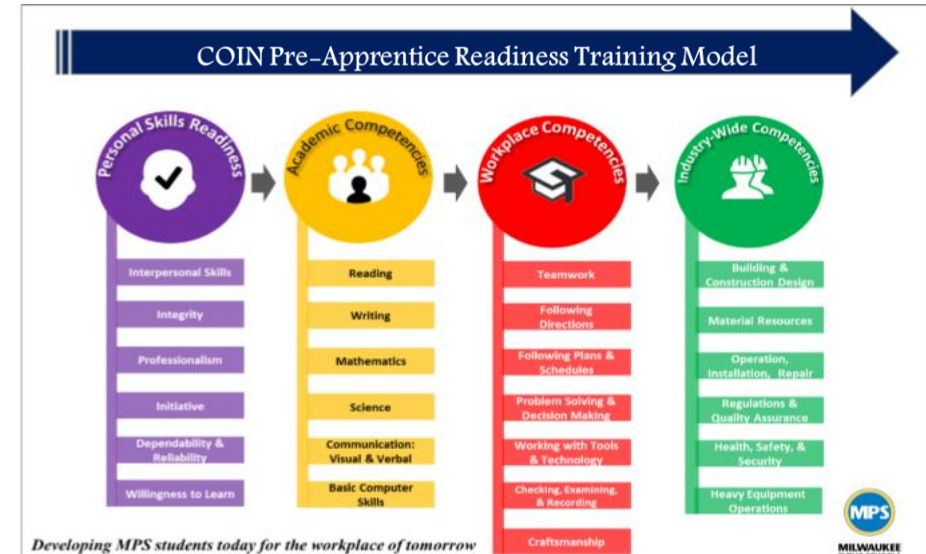 COIN Pre-Apprentice Readiness Training Model
Personal Skills Readiness
Interpersonal Skills
Integrity
Professionalism
Initiative
Dependability &
Reliability
Willingness to Learn
Academic Competencies
Reading
Writing
Mathematics
Science
Communication:
Visual & Verbal
Basic Computer
Skills
Workplace Competencies
Teamwork
Following
Directions
Following Plans &
Schedules
Problem Solving &
Decision Making
Working with Tools
& Technology
Checking, Examining,
& Recording
Craftsmanship
Industry-Wide Competencies
Building &
Construction Design
Material Resources
Operation,
Installation, Repair
Regulations &
Quality Assurance
Health, Safety, &
Security
Heavy Equipment
Operations
Developing MPS students today for the workplace of tomorrow
MPS
MILWAUKEE